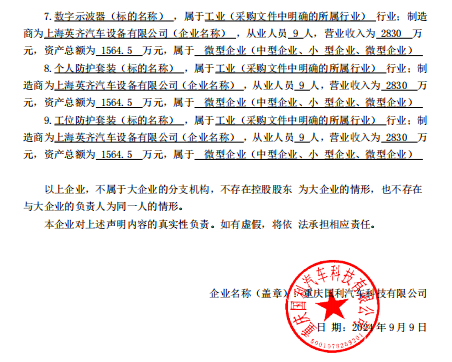 7. 数字示波器（标的名称），属于工业（采购文件中明确的所属行业）行业；制造
商为上海英齐汽车设备有限公司（企业名称），从业人员 9 人，营业收入为 2830 万
元，资产总额为 1564.5 万元，属于 微型企业（中型企业、小 型企业、微型企业）
8. 个人防护套装（标的名称），属于工业（采购文件中明确的所属行业）行业；制
造商为上海英齐汽车设备有限公司（企业名称），从业人员 9 人，营业收入为 2830
万元，资产总额为 1564.5 万元，属于 微型企业（中型企业、小 型企业、微型企业）
9. 工位防护套装（标的名称），属于工业（采购文件中明确的所属行业）行业；制造
商为上海英齐汽车设备有限公司（企业名称），从业人员 9 人，营业收入为 2830 万
元，资产总额为 1564.5 万元，属于 微型企业（中型企业、小 型企业、微型企业）
以上企业，不属于大企业的分支机构，不存在控股股东 为大企业的情形，也不存在
与大企业的负责人为同一人的情形。
本企业对上述声明内容的真实性负责。如有虚假，将依 法承担相应责任。
企业名称（盖章）：重庆国利汽车科技有限公司
日 期：2024 年 9 月 9 日
重庆国利汽车科技有限公司